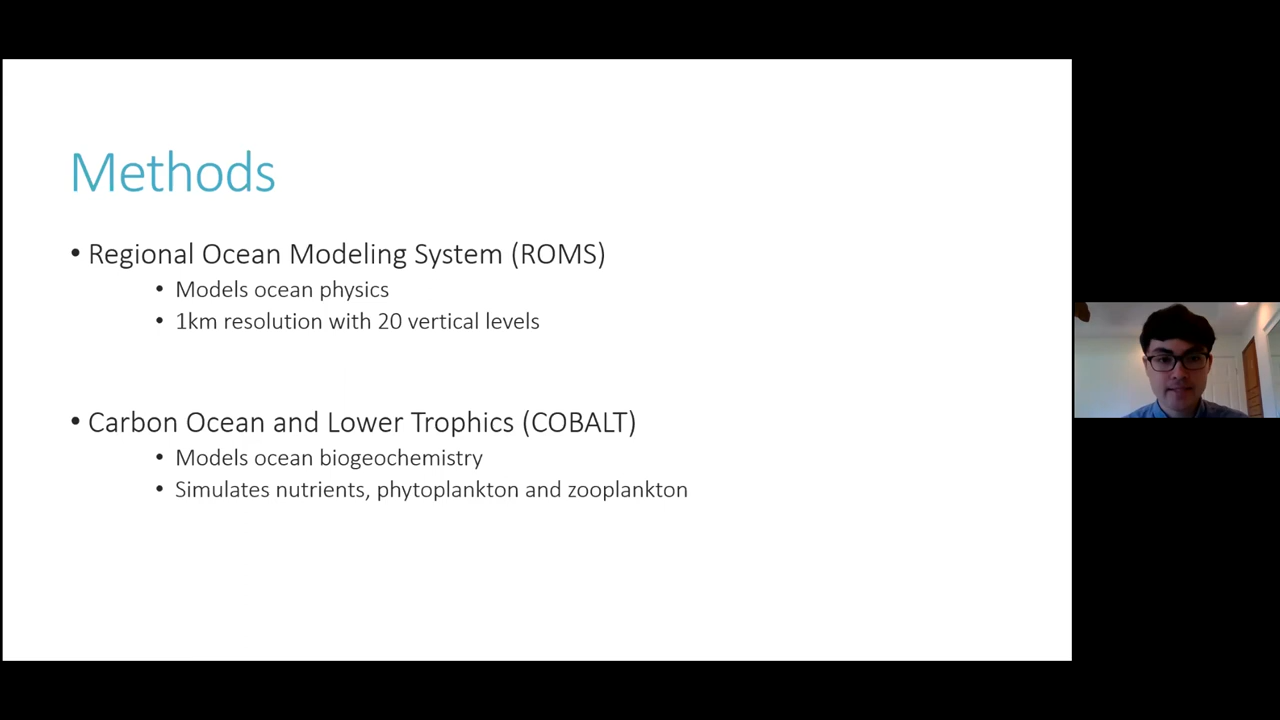 Methods
• Regional Ocean Modeling System (ROMS)
• Models ocean physics
• 1km resolution with 20 vertical levels
• Carbon Ocean and Lower Trophics (COBALT)
• Models ocean biogeochemistry
• Simulates nutrients, phytoplankton and zooplankton